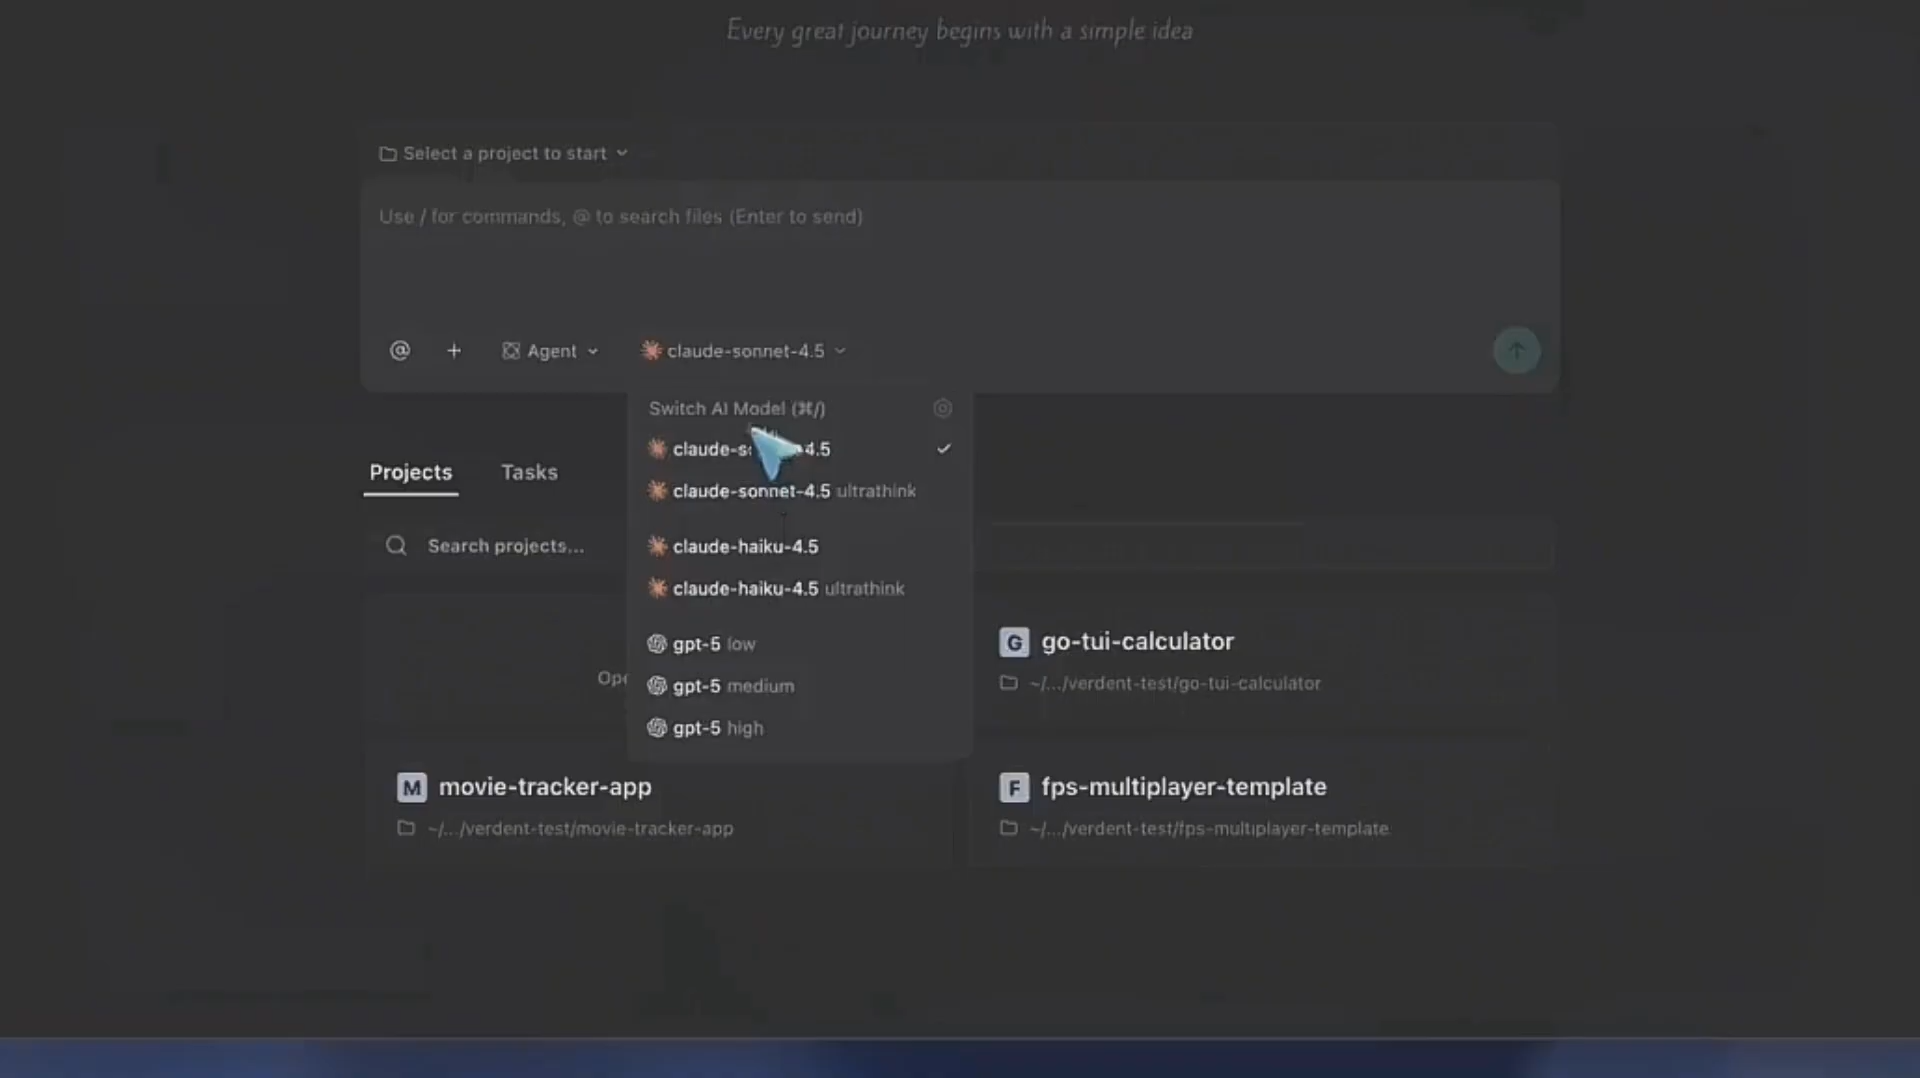 Every great journey begins with a simple idea
Select a project to start
Use / for commands, @ to search files (Enter to send)
@ + Agent claude-sonnet-4.5
Switch AI Model (⌘/)
claude-s 4.5
claude-sonnet-4.5 ultrathink
claude-haiku-4.5
claude-haiku-4.5 ultrathink
gpt-5 low
gpt-5 medium
gpt-5 high
Projects Tasks
Search projects...
Ope
G go-tui-calculator
~/.../verdent-test/go-tui-calculator
M movie-tracker-app
~/.../verdent-test/movie-tracker-app
F fps-multiplayer-template
~/.../verdent-test/fps-multiplayer-template